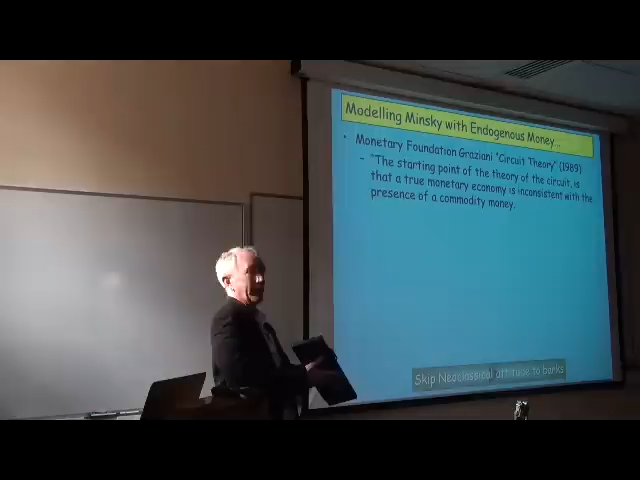 Modelling Minsky with Endogenous Money...
• Monetary Foundation Graziani "Circuit Theory" (1989)
– "The starting point of the theory of the circuit, is
that a true monetary economy is inconsistent with the
presence of a commodity money.
Skip Neoclassical attitude to banks